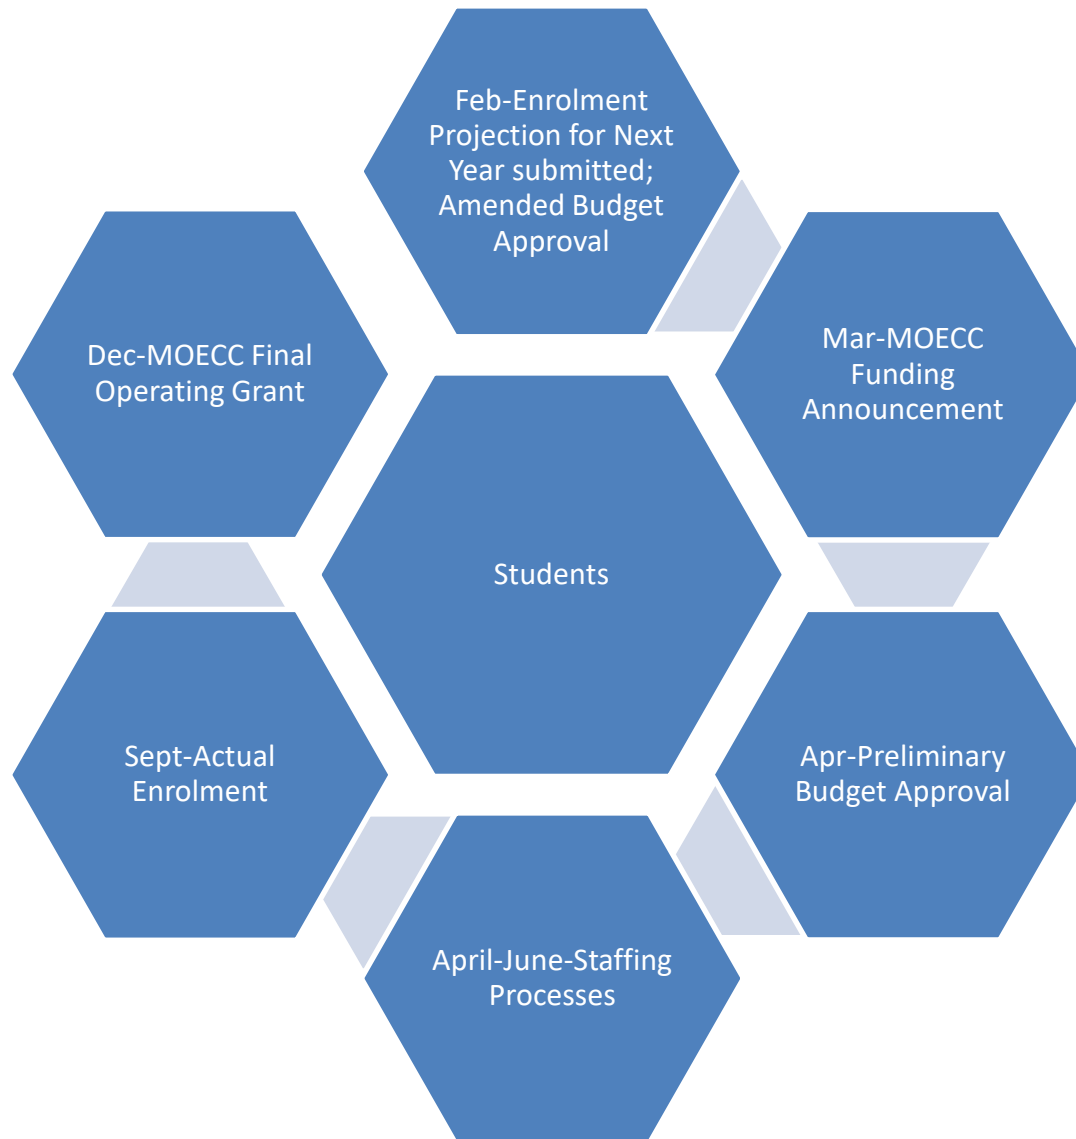 Feb-Enrolment
Projection for Next
Year submitted;
Amended Budget
Approval
Mar-MOECC
Funding
Announcement
Apr-Preliminary
Budget Approval
April-June-Staffing
Processes
Sept-Actual
Enrolment
Dec-MOECC Final
Operating Grant
Students